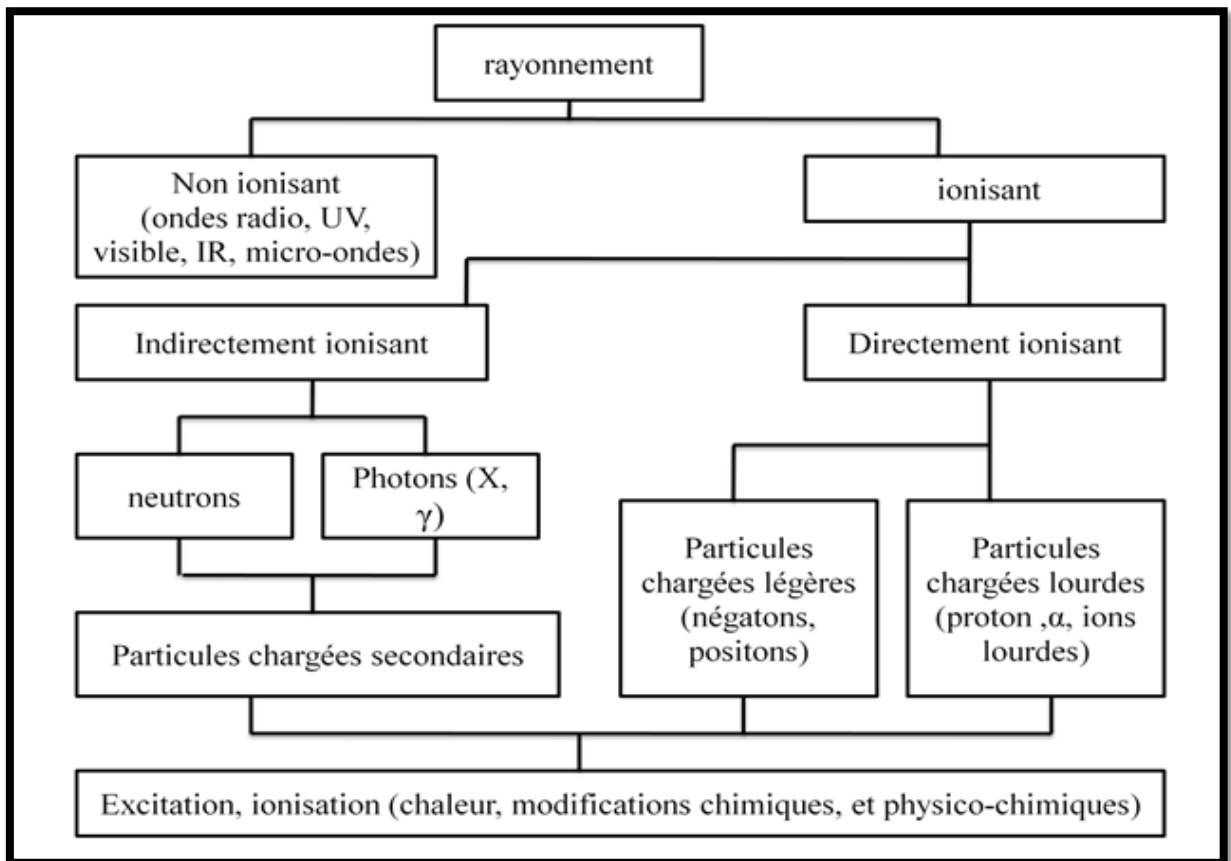 rayonnement
Non ionisant
(ondes radio, UV,
visible, IR, micro-ondes)
ionisant
Indirectement ionisant
Directement ionisant
neutrons
Photons (X,
γ)
Particules
chargées légères
(négatons,
positons)
Particules
chargées lourdes
(proton ,α, ions
lourdes)
Particules chargées secondaires
Excitation, ionisation (chaleur, modifications chimiques, et physico-chimiques)